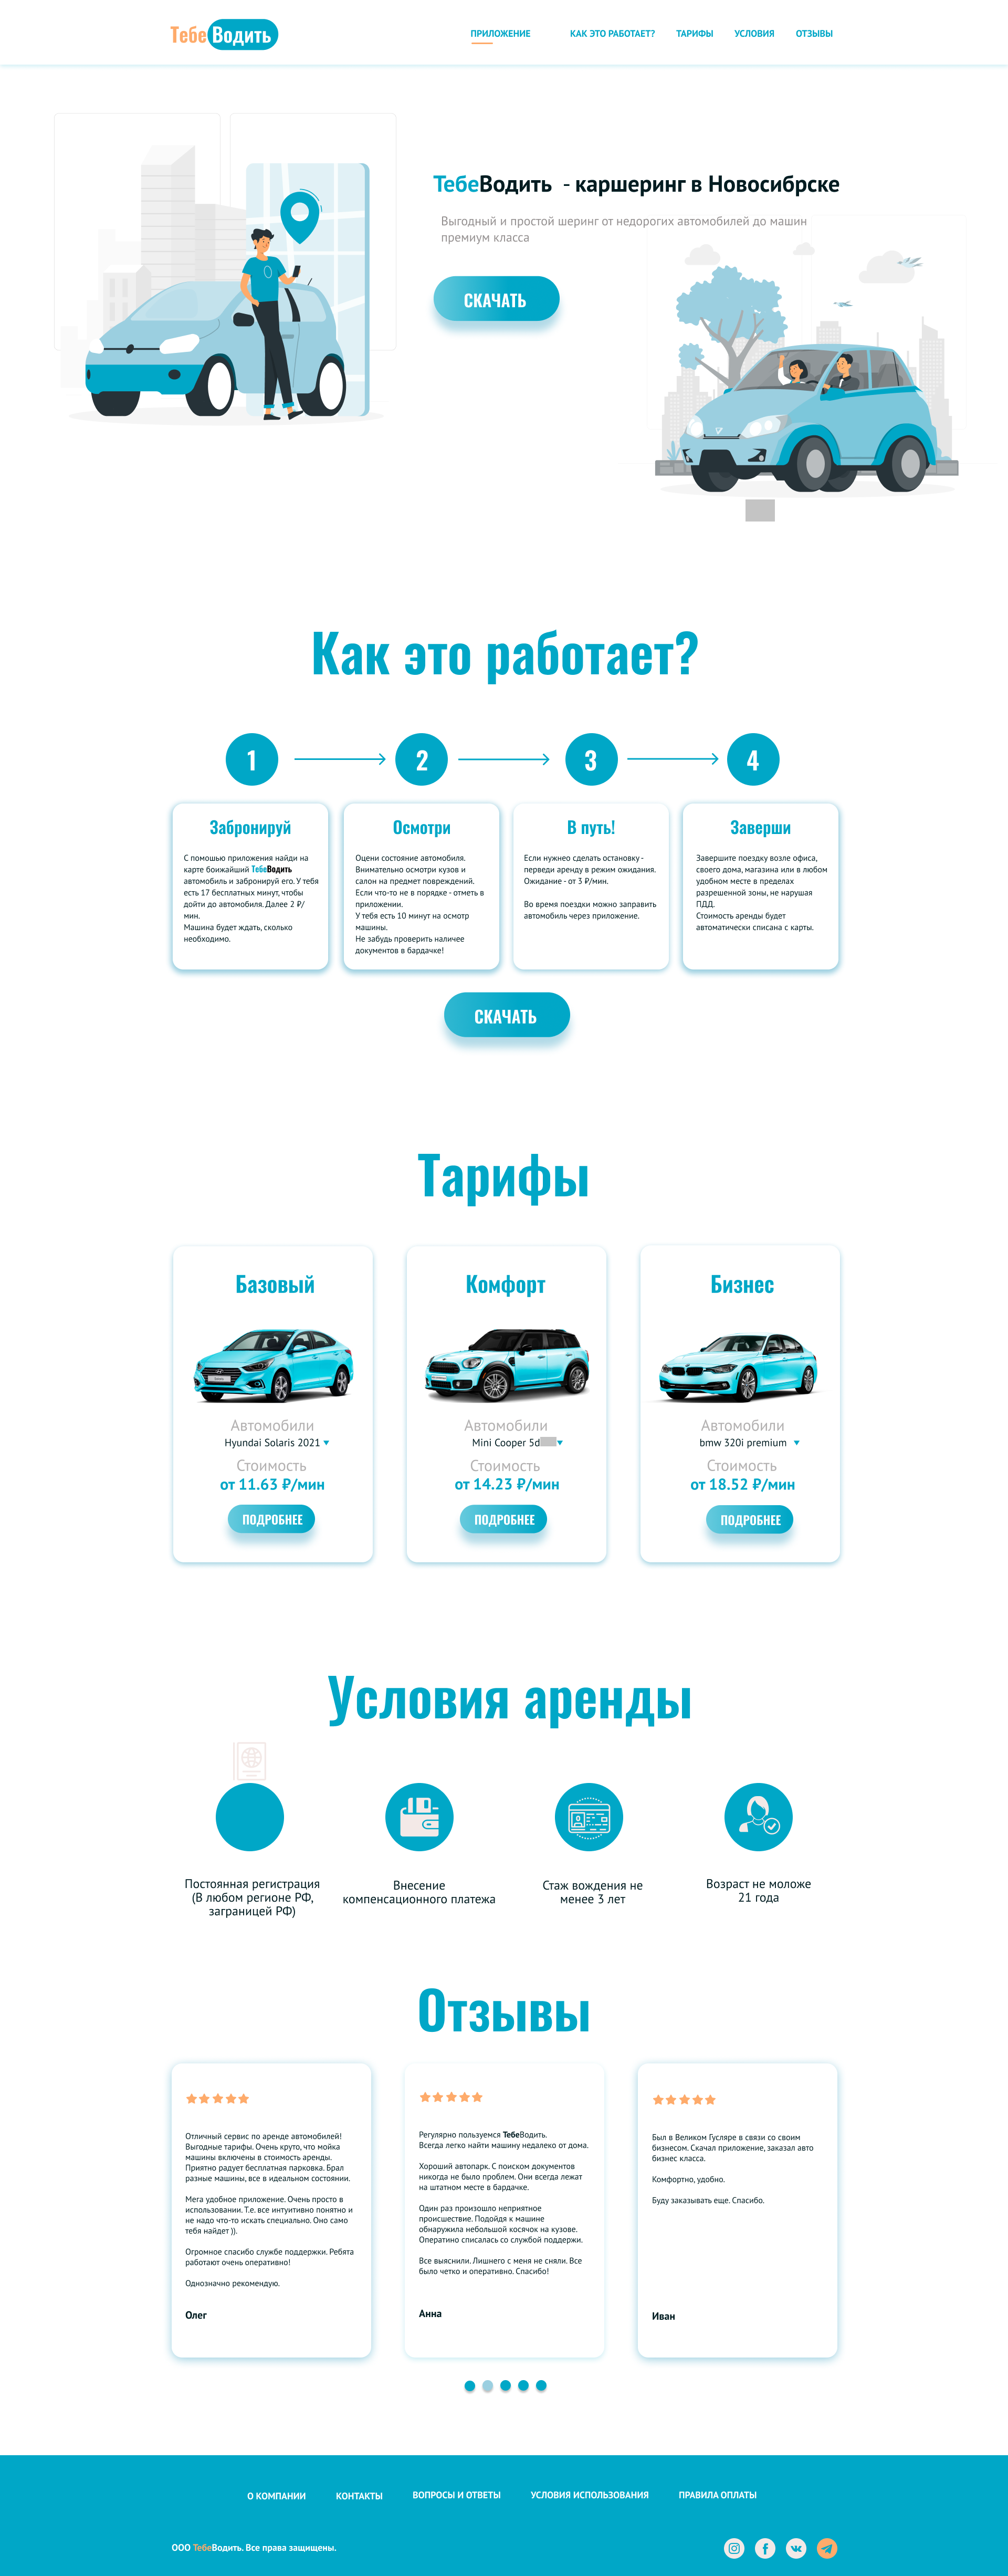 ТебеВодить
ПРИЛОЖЕНИЕ КАК ЭТО РАБОТАЕТ? ТАРИФЫ УСЛОВИЯ ОТЗЫВЫ
ТебеВодить - каршеринг в Новосибрске
Выгодный и простой шеринг от недорогих автомобилей до машин
премиум класса
СКАЧАТЬ
Как это работает?
1 2 3 4
Забронируй
С помошью приложения найди на
карте боижайший ТебеВодить
автомобиль и забронируй его. У тебя
есть 17 бесплатных минут, чтобы
дойти до автомобиля. Далее 2 ₽/
мин.
Машина будет ждать, сколько
необходимо.
Осмотри
Оцени состояние автомобиля.
Внимательно осмотри кузов и
салон на предмет повреждений.
Если что-то не в порядке - отметь в
приложении.
У тебя есть 10 минут на осмотр
машины.
Не забудь проверить наличее
документов в бардачке!
В путь!
Если нужнео сделать остановку -
перведи аренду в режим ожидания.
Ожидание - от 3 ₽/мин.
Во время поездки можно заправить
автомобиль через приложение.
Заверши
Завершите поездку возле офиса,
своего дома, магазина или в любом
удобном месте в пределах
разрешенной зоны, не нарушая
ПДД.
Стоимость аренды будет
автоматически списана с карты.
СКАЧАТЬ
Тарифы
Базовый
Автомобили
Hyundai Solaris 2021
Стоимость
от 11.63 ₽/мин
ПОДРОБНЕЕ
Комфорт
Автомобили
Mini Cooper 5d
Стоимость
от 14.23 ₽/мин
ПОДРОБНЕЕ
Бизнес
Автомобили
bmw 320i premium
Стоимость
от 18.52 ₽/мин
ПОДРОБНЕЕ
Условия аренды
Постоянная регистрация
(В любом регионе РФ,
заграницей РФ)
Внесение
компенсационного платежа
Стаж вождения не
менее 3 лет
Возраст не моложе
21 года
Отзывы
Отличный сервис по аренде автомобилей!
Выгодные тарифы. Очень круто, что мойка
машины включены в стоимость аренды.
Приятно радует бесплатная парковка. Брал
разные машины, все в идеальном состоянии.
Мега удобное приложение. Очень просто в
использовании. Т.е. все интуитивно понятно и
не надо что-то искать специально. Оно само
тебя найдет )).
Огромное спасибо службе поддержки. Ребята
работают очень оперативно!
Однозначно рекомендую.
Олег
Регулярно пользуемся ТебеВодить.
Всегда легко найти машину недалеко от дома.
Хороший автопарк. С поиском документов
никогда не было проблем. Они всегда лежат
на штатном месте в бардачке.
Один раз произошло неприятное
происшествие. Подойдя к машине
обнаружила небольшой косячок на кузове.
Оператино списалась со службой поддержи.
Все выяснили. Лишнего с меня не сняли. Все
было четко и оперативно. Спасибо!
Анна
Был в Великом Гусляре в связи со своим
бизнесом. Скачал приложение, заказал авто
бизнес класса.
Комфортно, удобно.
Буду заказывать еще. Спасибо.
Иван
О КОМПАНИИ КОНТАКТЫ ВОПРОСЫ И ОТВЕТЫ УСЛОВИЯ ИСПОЛЬЗОВАНИЯ ПРАВИЛА ОПЛАТЫ
ООО ТебеВодить. Все права защищены.